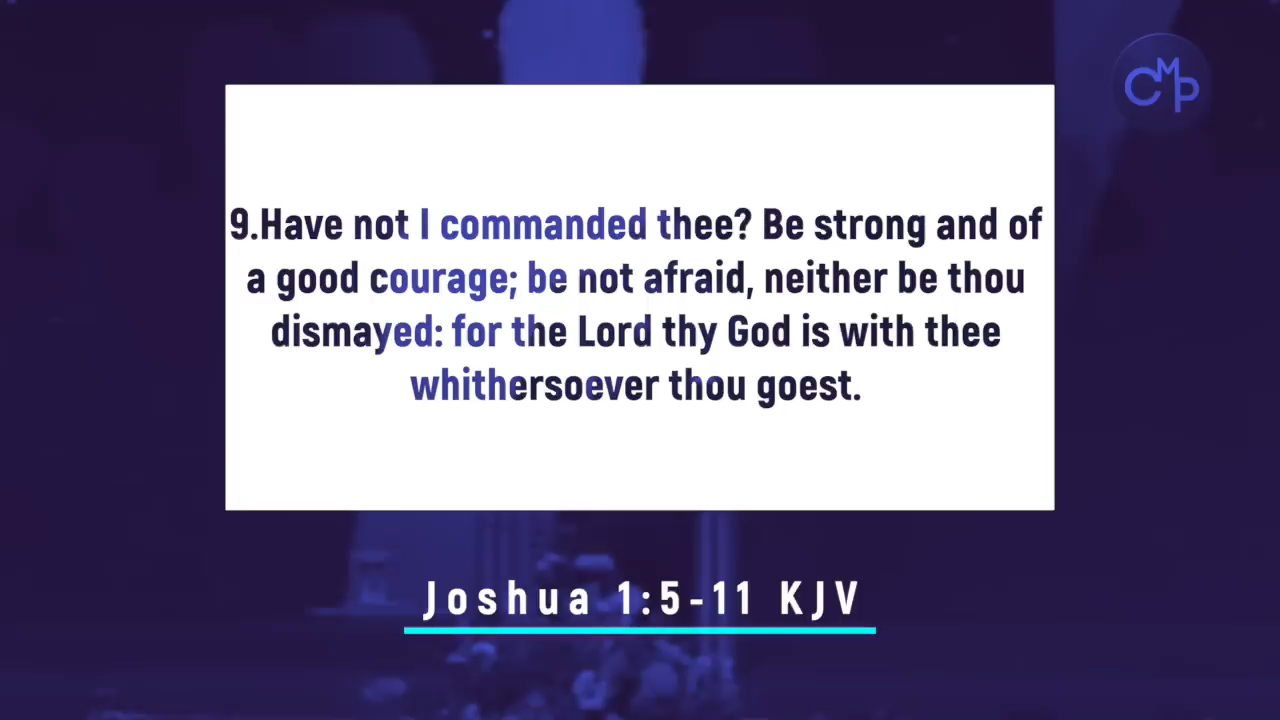 CMP
9.Have not I commanded thee? Be strong and of
a good courage; be not afraid, neither be thou
dismayed: for the Lord thy God is with thee
whithersoever thou goest.
Joshua 1:5-11 KJV